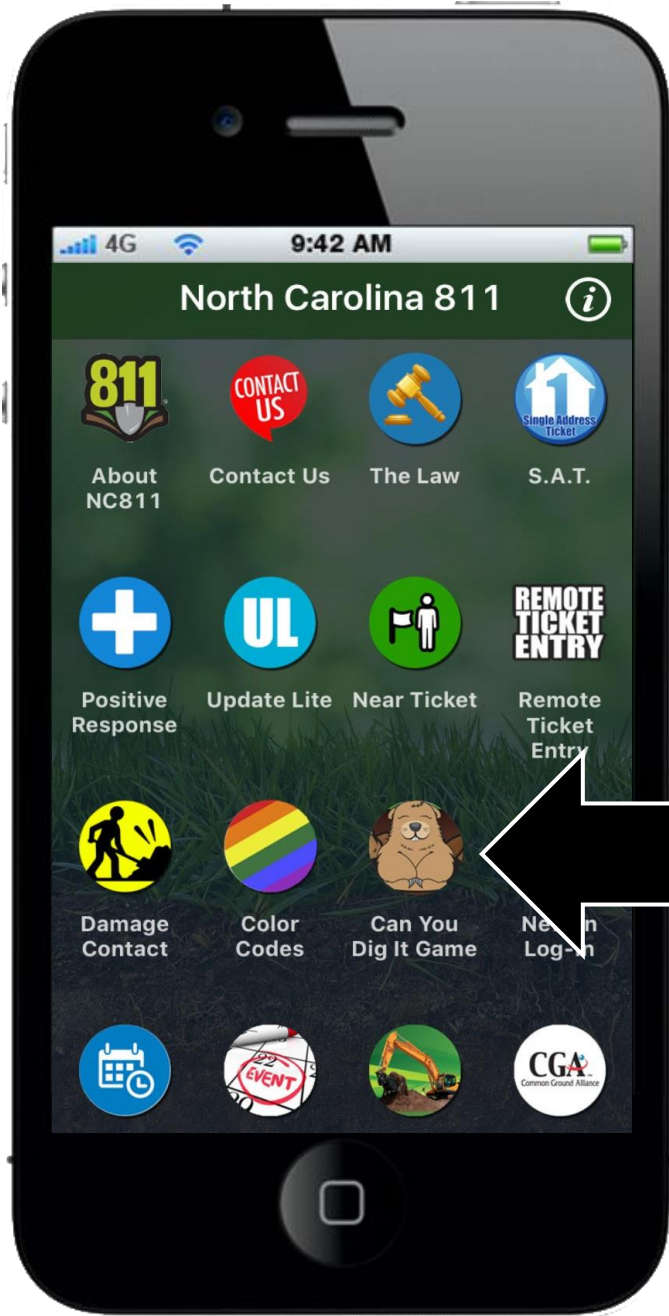 4G 9:42 AM
North Carolina 811 i
811
CONTACT
US
1
Single Address
Ticket
About
NC811
Contact Us
The Law
S.A.T.
UL
REMOTE
TICKET
ENTRY
Positive
Response
Update Lite
Near Ticket
Remote
Ticket
Entry
Damage
Contact
Color
Codes
Can You
Dig It Game
Log-In
22
EVENT
CGA
Common Ground Alliance